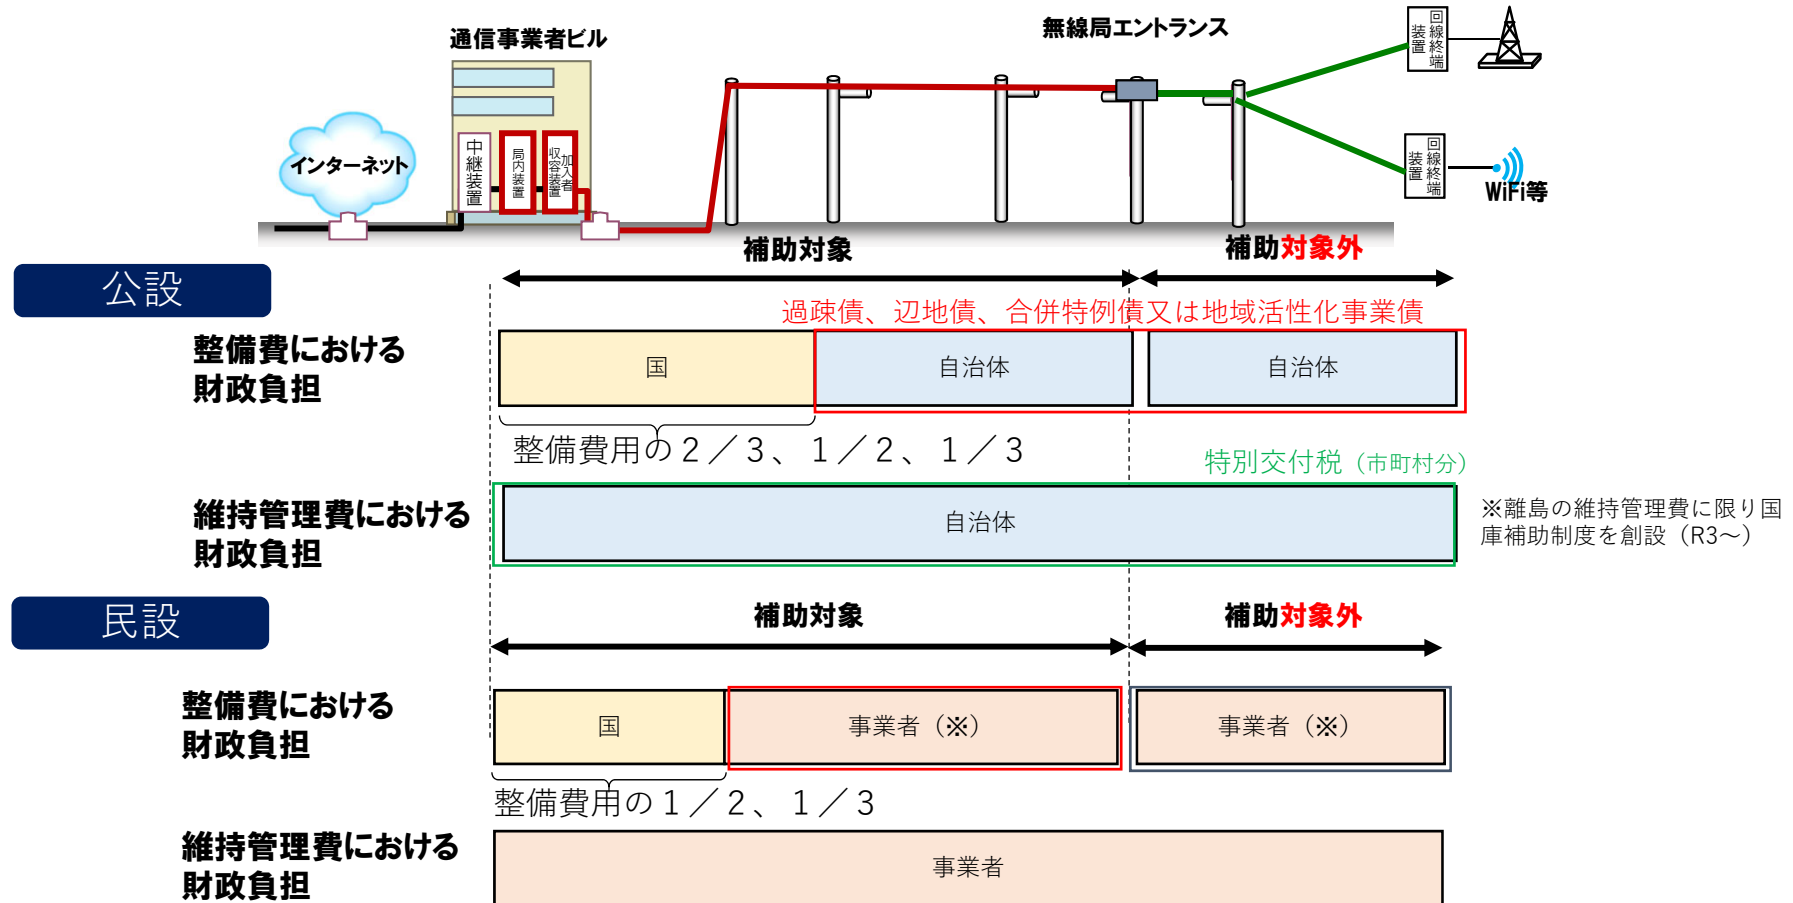 無線局エントランス
通信事業者ビル
回線終端装置
インターネット
中継装置
局内装置
加入者収容装置
回線終端装置
WiFi等
補助対象
補助対象外
公設
過疎債、辺地債、合併特例債又は地域活性化事業債
整備費における
財政負担
国
自治体
自治体
整備費用の２／３、１／２、１／３
特別交付税（市町村分）
維持管理費における
財政負担
自治体
※離島の維持管理費に限り国
庫補助制度を創設（R3～）
民設
補助対象
補助対象外
整備費における
財政負担
国
事業者（※）
事業者（※）
整備費用の１／２、１／３
維持管理費における
財政負担
事業者